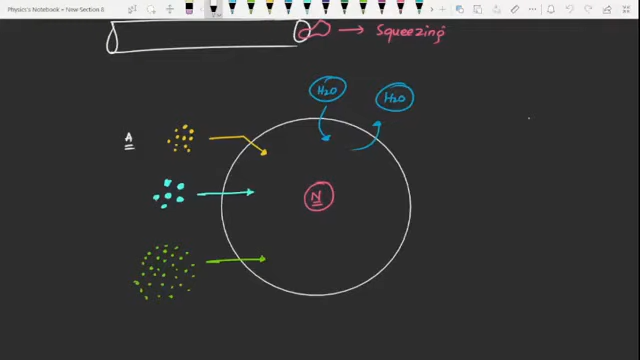 Physics's Notebook » New Section 8
Squeezing
H2O
H2O
A
N